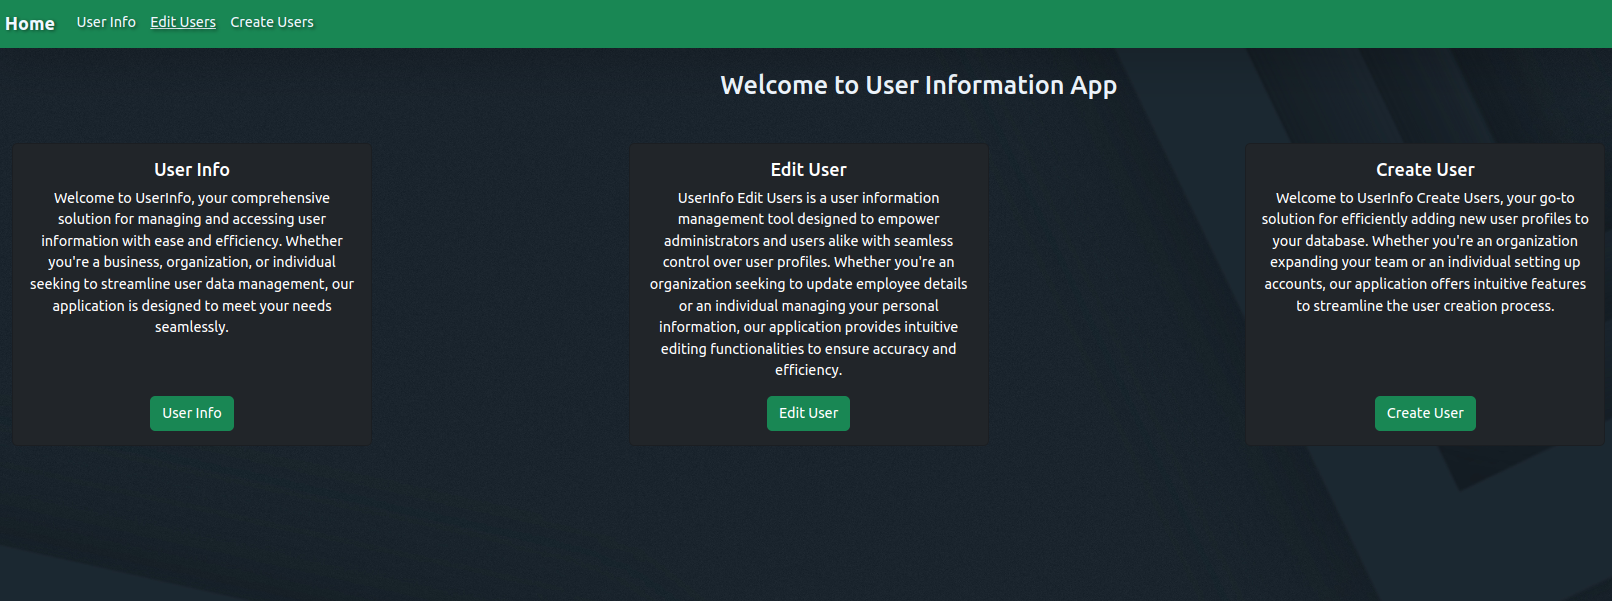 Home User Info Edit Users Create Users
Welcome to User Information App
User Info
Welcome to UserInfo, your comprehensive
solution for managing and accessing user
information with ease and efficiency. Whether
you're a business, organization, or individual
seeking to streamline user data management, our
application is designed to meet your needs
seamlessly.
User Info
Edit User
UserInfo Edit Users is a user information
management tool designed to empower
administrators and users alike with seamless
control over user profiles. Whether you're an
organization seeking to update employee details
or an individual managing your personal
information, our application provides intuitive
editing functionalities to ensure accuracy and
efficiency.
Edit User
Create User
Welcome to UserInfo Create Users, your go-to
solution for efficiently adding new user profiles to
your database. Whether you're an organization
expanding your team or an individual setting up
accounts, our application offers intuitive features
to streamline the user creation process.
Create User